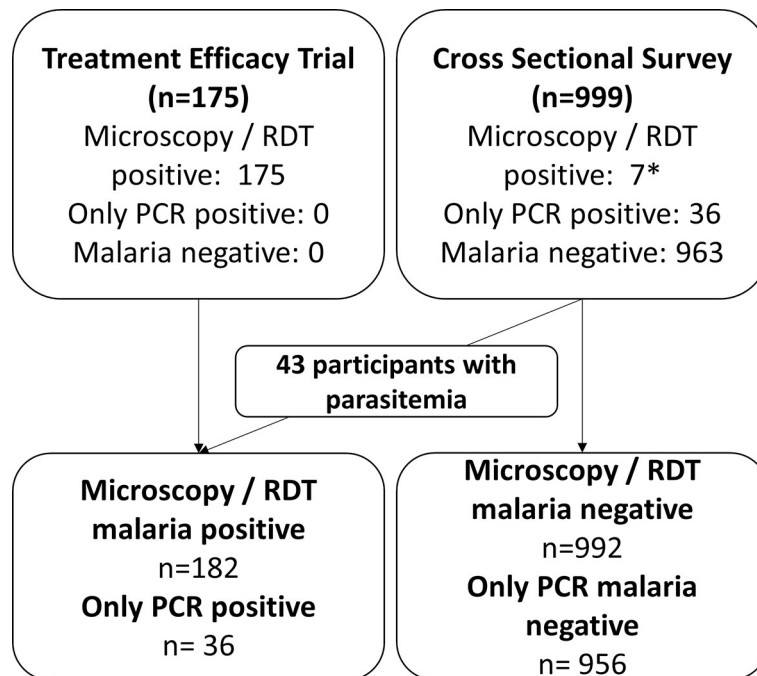 Treatment Efficacy Trial
(n=175)
Microscopy / RDT
positive:  175
Only PCR positive: 0
Malaria negative: 0
Cross Sectional Survey
(n=999)
Microscopy / RDT
positive:  7*
Only PCR positive: 36
Malaria negative: 963
43 participants with
parasitemia
Microscopy / RDT
malaria positive
n=182
Only PCR positive
n= 36
Microscopy / RDT
malaria negative
n=992
Only PCR malaria
negative
n= 956